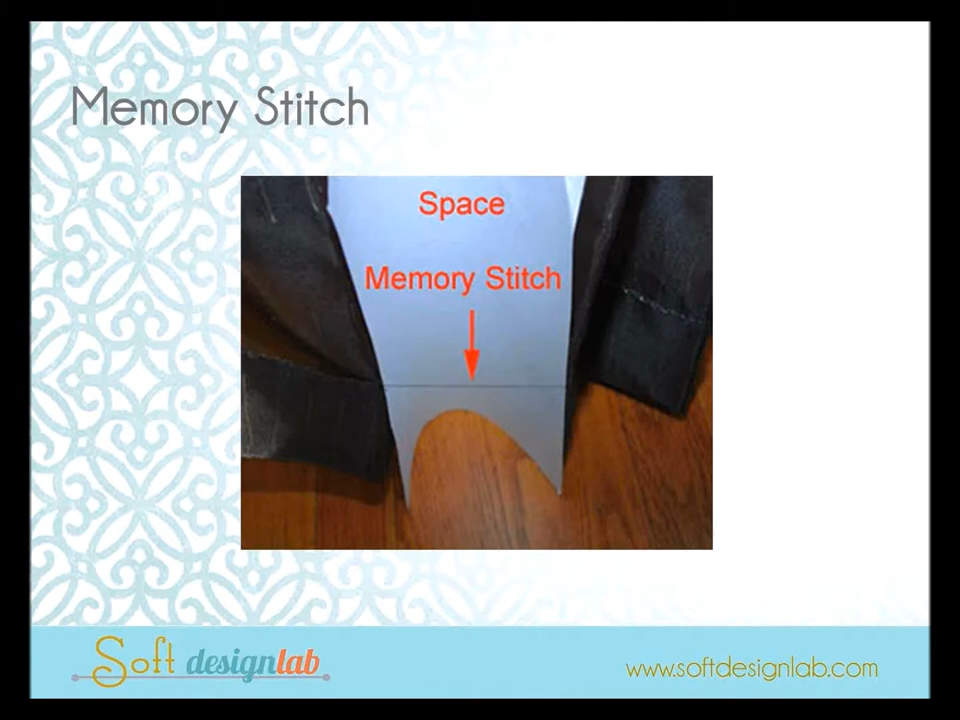 Memory Stitch
Space
Memory Stitch
Soft designlab
www.softdesignlab.com